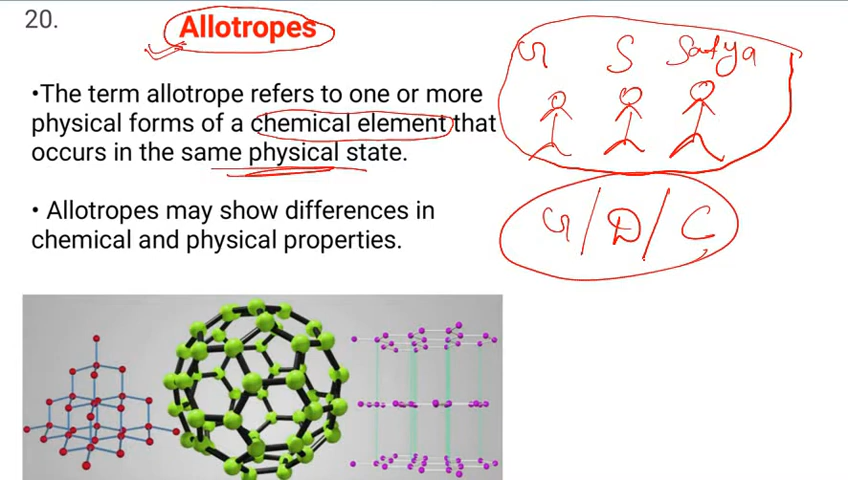 20.
Allotropes
G S Satya
•The term allotrope refers to one or more
physical forms of a chemical element that
occurs in the same physical state.
G/D/C
• Allotropes may show differences in
chemical and physical properties.